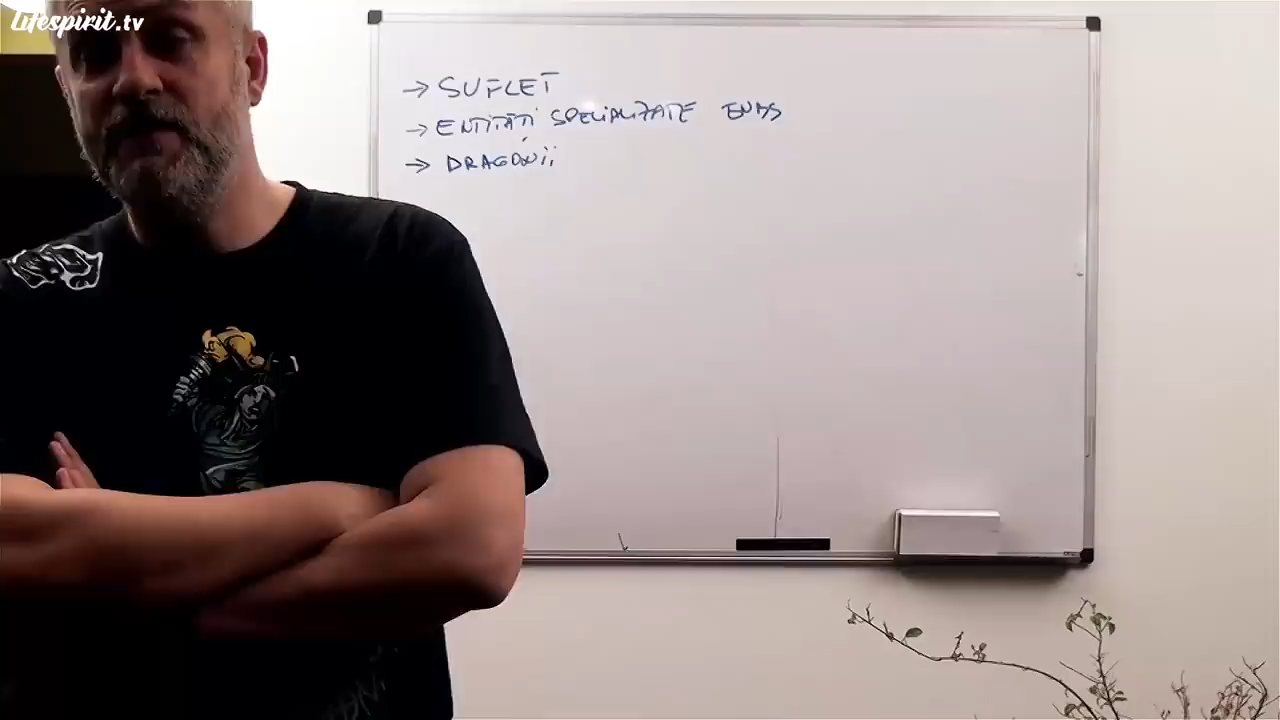 Lifespirit.tv
→ SUFLET
→ ENTITĂȚI SPECIALIZATE
→ DRAGONII